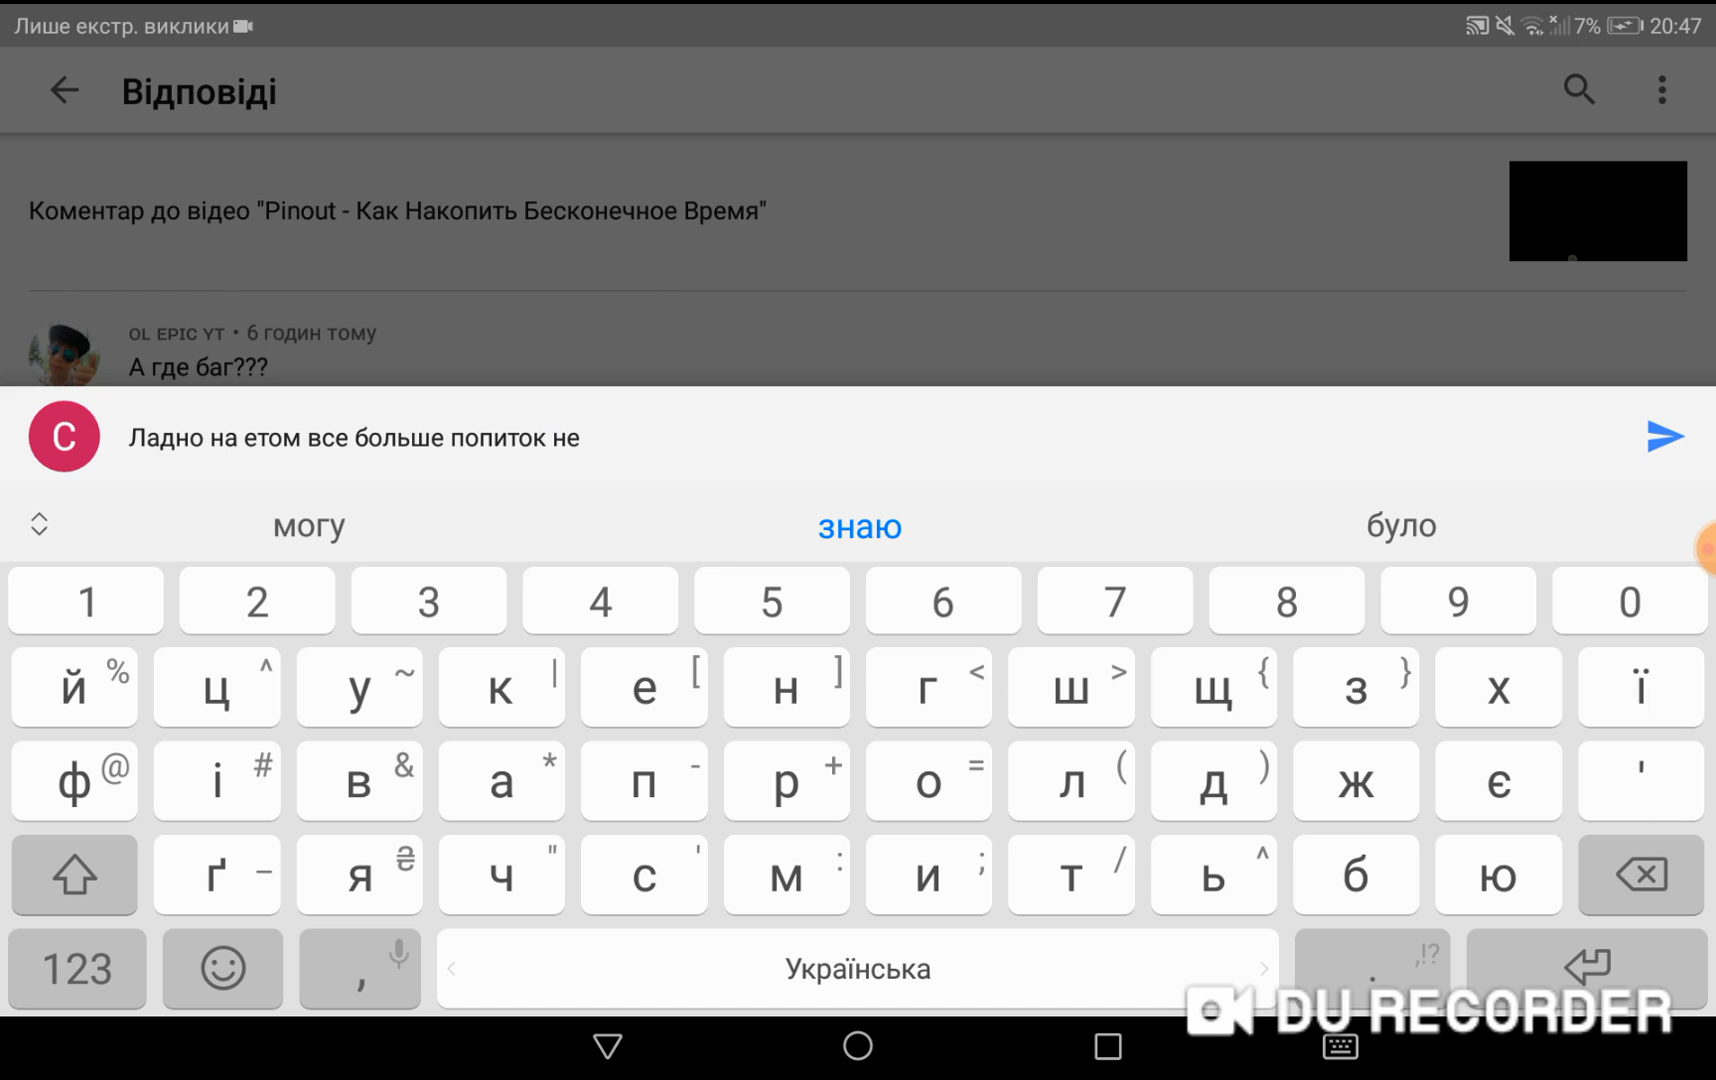 Лише екстр. виклики
7% 20:47
Відповіді
Коментар до відео "Pinout - Как Накопить Бесконечное Время"
OL EPIC YT • 6 годин тому
А где баг???
С Ладно на етом все больше попиток не
могу знаю було
1 2 3 4 5 6 7 8 9 0
й % ц ^ у ~ к | е [ н ] г < ш > щ { з } х ї
ф @ і # в & а * п - р + о = л ( д ) ж є '
ґ – я ₴ ч " с ' м : и ; т / ь ^ б ю
123 , < Українська > . ,!?
DU RECORDER